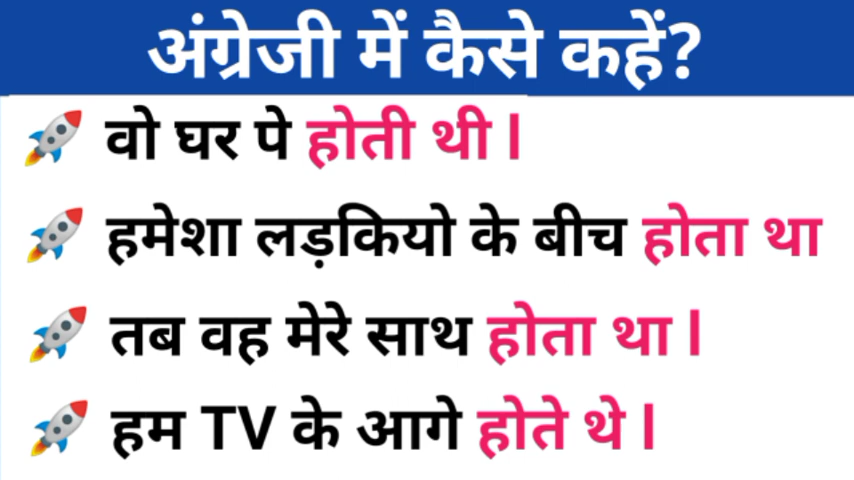 अंग्रेजी में कैसे कहें?
वो घर पे होती थी l
हमेशा लड़कियो के बीच होता था
तब वह मेरे साथ होता था l
हम TV के आगे होते थे l